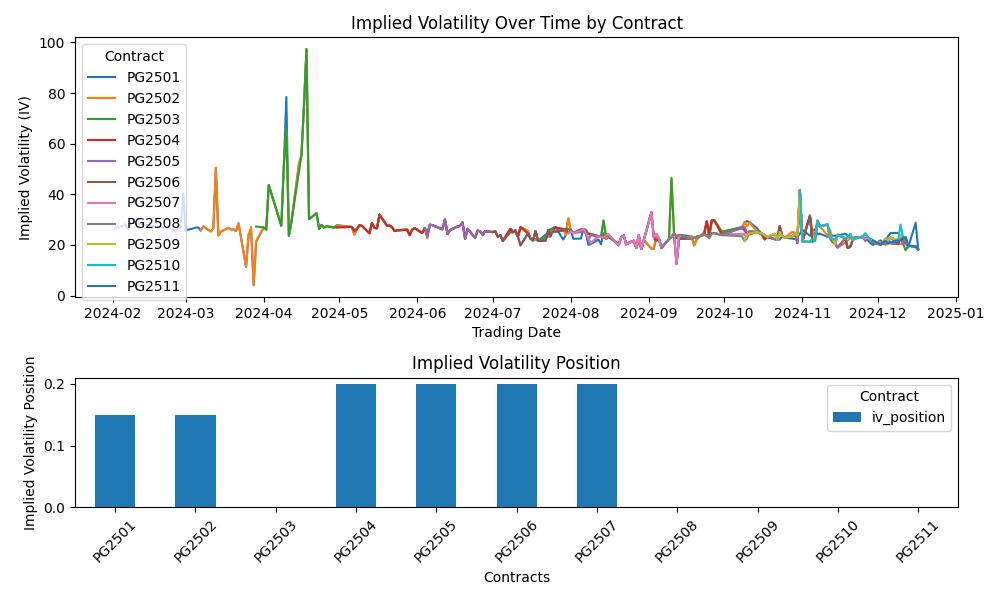 Implied Volatility Over Time by Contract
Implied Volatility (IV)
100
80
60
40
20
0
Contract
PG2501
PG2502
PG2503
PG2504
PG2505
PG2506
PG2507
PG2508
PG2509
PG2510
PG2511
2024-02 2024-03 2024-04 2024-05 2024-06 2024-07 2024-08 2024-09 2024-10 2024-11 2024-12 2025-01
Trading Date
Implied Volatility Position
Implied Volatility Position
0.2
0.1
0.0
Contract
iv_position
PG2501 PG2502 PG2503 PG2504 PG2505 PG2506 PG2507 PG2508 PG2509 PG2510 PG2511
Contracts